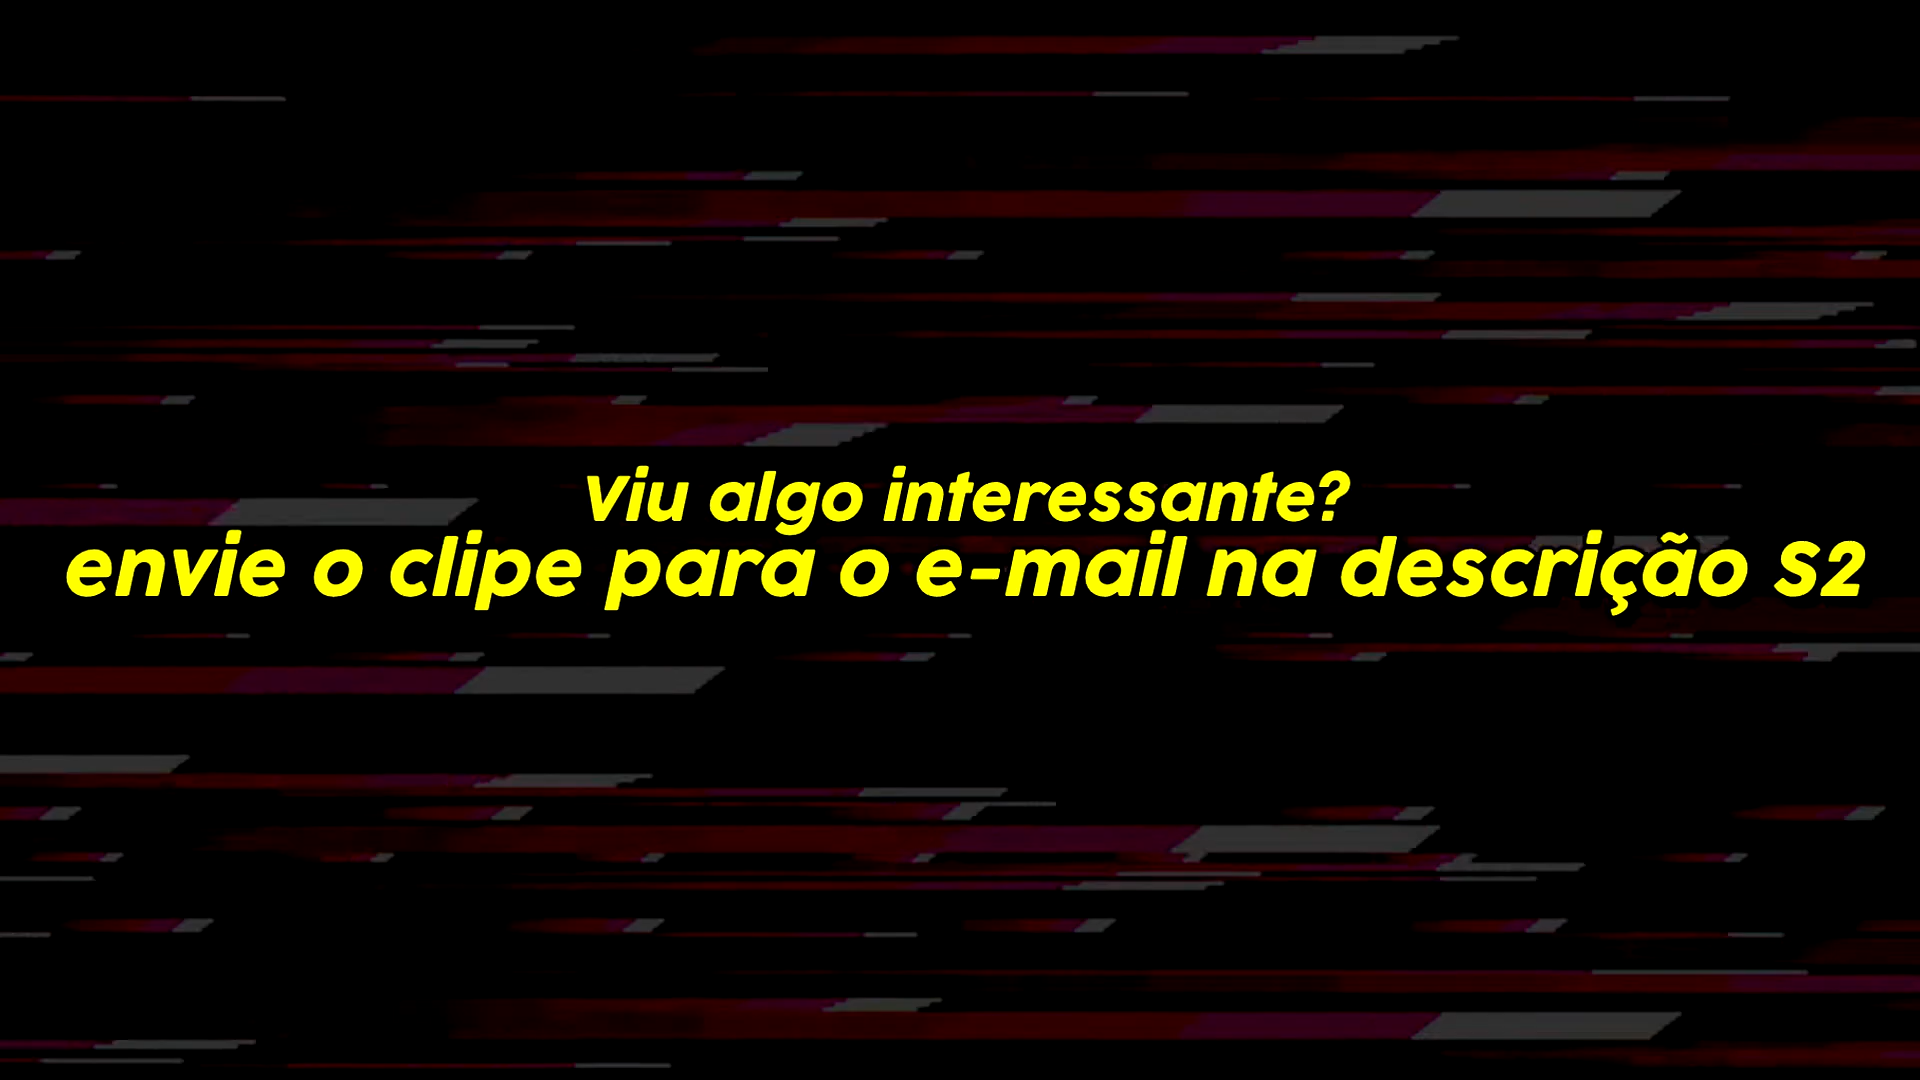 Viu algo interessante?
envie o clipe para o e-mail na descrição S2